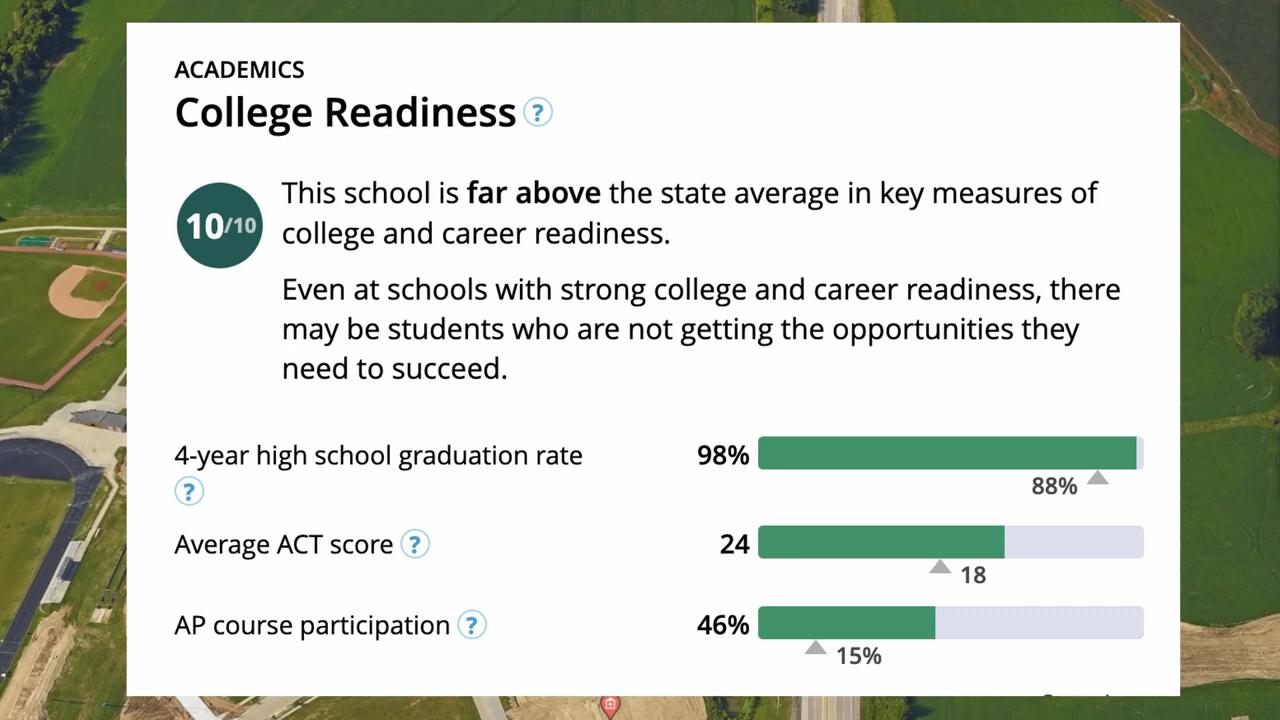 ACADEMICS
College Readiness ?
10/10
This school is far above the state average in key measures of
college and career readiness.
Even at schools with strong college and career readiness, there
may be students who are not getting the opportunities they
need to succeed.
4-year high school graduation rate 98%
? 88%
Average ACT score ? 24
18
AP course participation ? 46%
15%